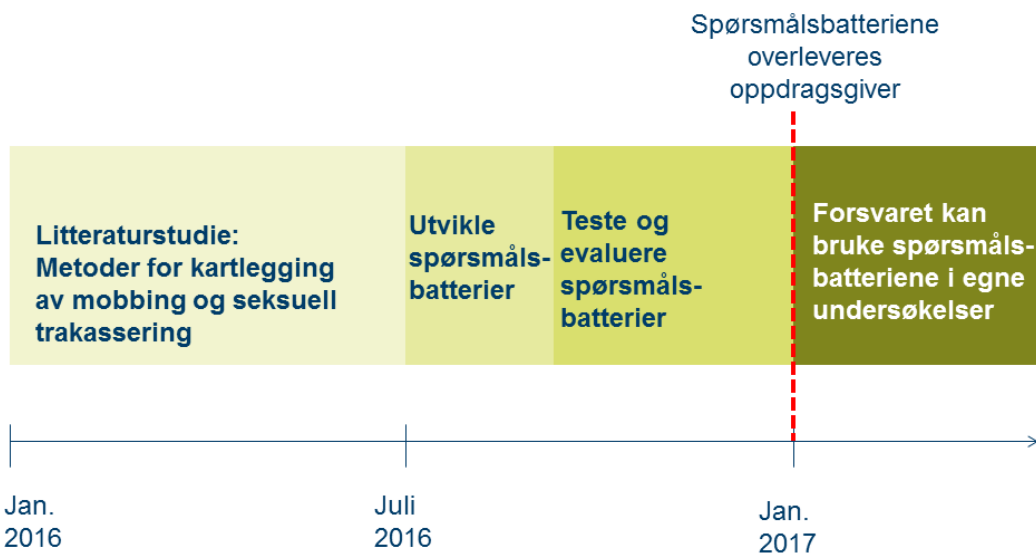 Spørsmålsbatteriene
overleveres
oppdragsgiver
Litteraturstudie:
Metoder for kartlegging
av mobbing og seksuell
trakassering
Utvikle
spørsmåls-
batterier
Teste og
evaluere
spørsmåls-
batterier
Forsvaret kan
bruke spørsmåls-
batteriene i egne
undersøkelser
Jan.
2016
Juli
2016
Jan.
2017